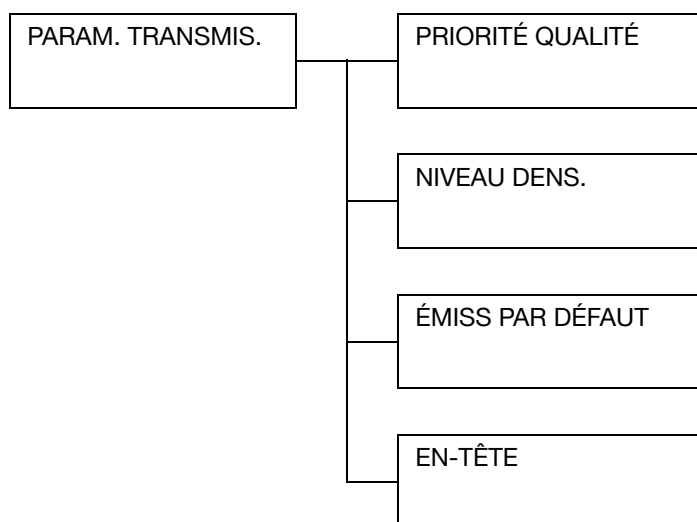 PARAM. TRANSMIS.
PRIORITÉ QUALITÉ
NIVEAU DENS.
ÉMISS PAR DÉFAUT
EN-TÊTE